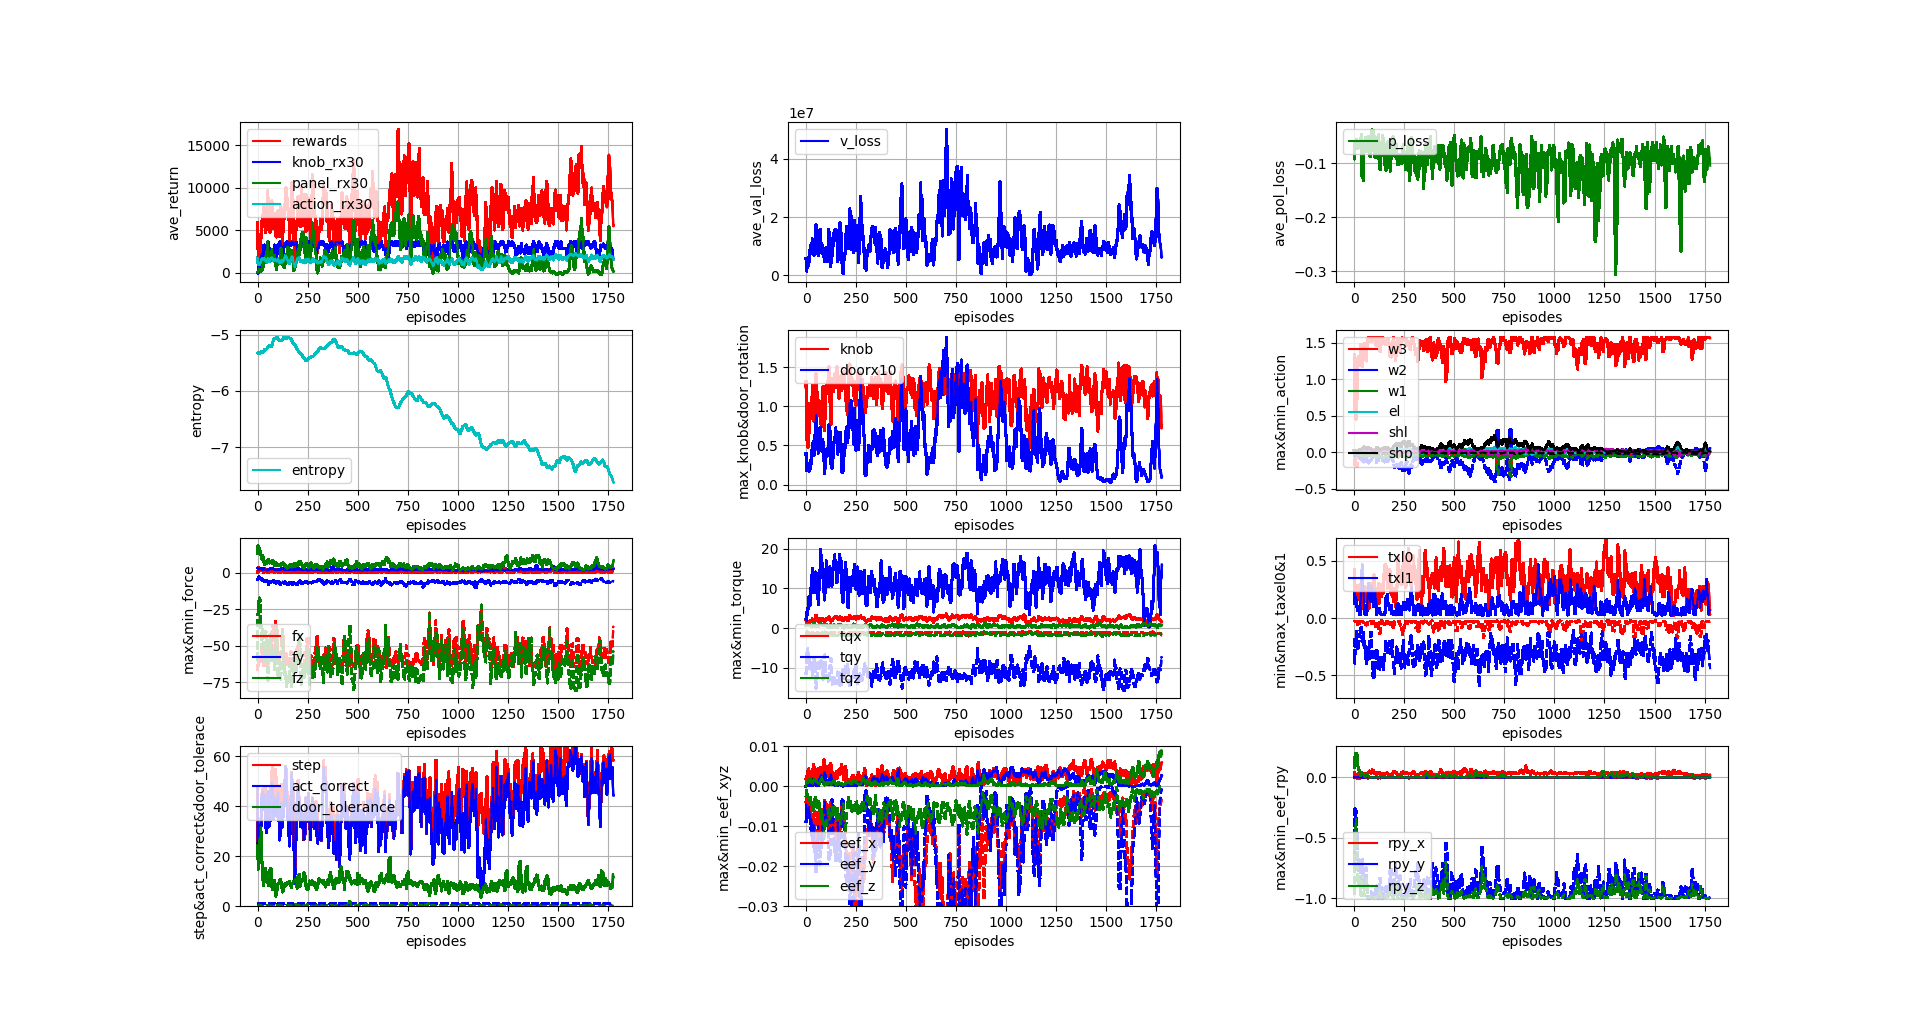 ave_return
15000
10000
5000
0
rewards
knob_rx30
panel_rx30
action_rx30
0 250 500 750 1000 1250 1500 1750
episodes
1e7
ave_val_loss
4
2
0
v_loss
0 250 500 750 1000 1250 1500 1750
episodes
ave_pol_loss
−0.1
−0.2
−0.3
p_loss
0 250 500 750 1000 1250 1500 1750
episodes
entropy
−5
−6
−7
entropy
0 250 500 750 1000 1250 1500 1750
episodes
max_knob&door_rotation
1.5
1.0
0.5
0.0
knob
doorx10
0 250 500 750 1000 1250 1500 1750
episodes
max&min_action
1.5
1.0
0.5
0.0
−0.5
w3
w2
w1
el
shl
shp
0 250 500 750 1000 1250 1500 1750
episodes
max&min_force
0
−25
−50
−75
fx
fy
fz
0 250 500 750 1000 1250 1500 1750
episodes
max&min_torque
20
10
0
−10
tqx
tqy
tqz
0 250 500 750 1000 1250 1500 1750
episodes
min&max_taxel0&1
0.5
0.0
−0.5
txl0
txl1
0 250 500 750 1000 1250 1500 1750
episodes
step&act_correct&door_tolerace
60
40
20
0
step
act_correct
door_tolerance
0 250 500 750 1000 1250 1500 1750
episodes
max&min_eef_xyz
0.01
0.00
−0.01
−0.02
−0.03
eef_x
eef_y
eef_z
0 250 500 750 1000 1250 1500 1750
episodes
max&min_eef_rpy
0.0
−0.5
−1.0
rpy_x
rpy_y
rpy_z
0 250 500 750 1000 1250 1500 1750
episodes